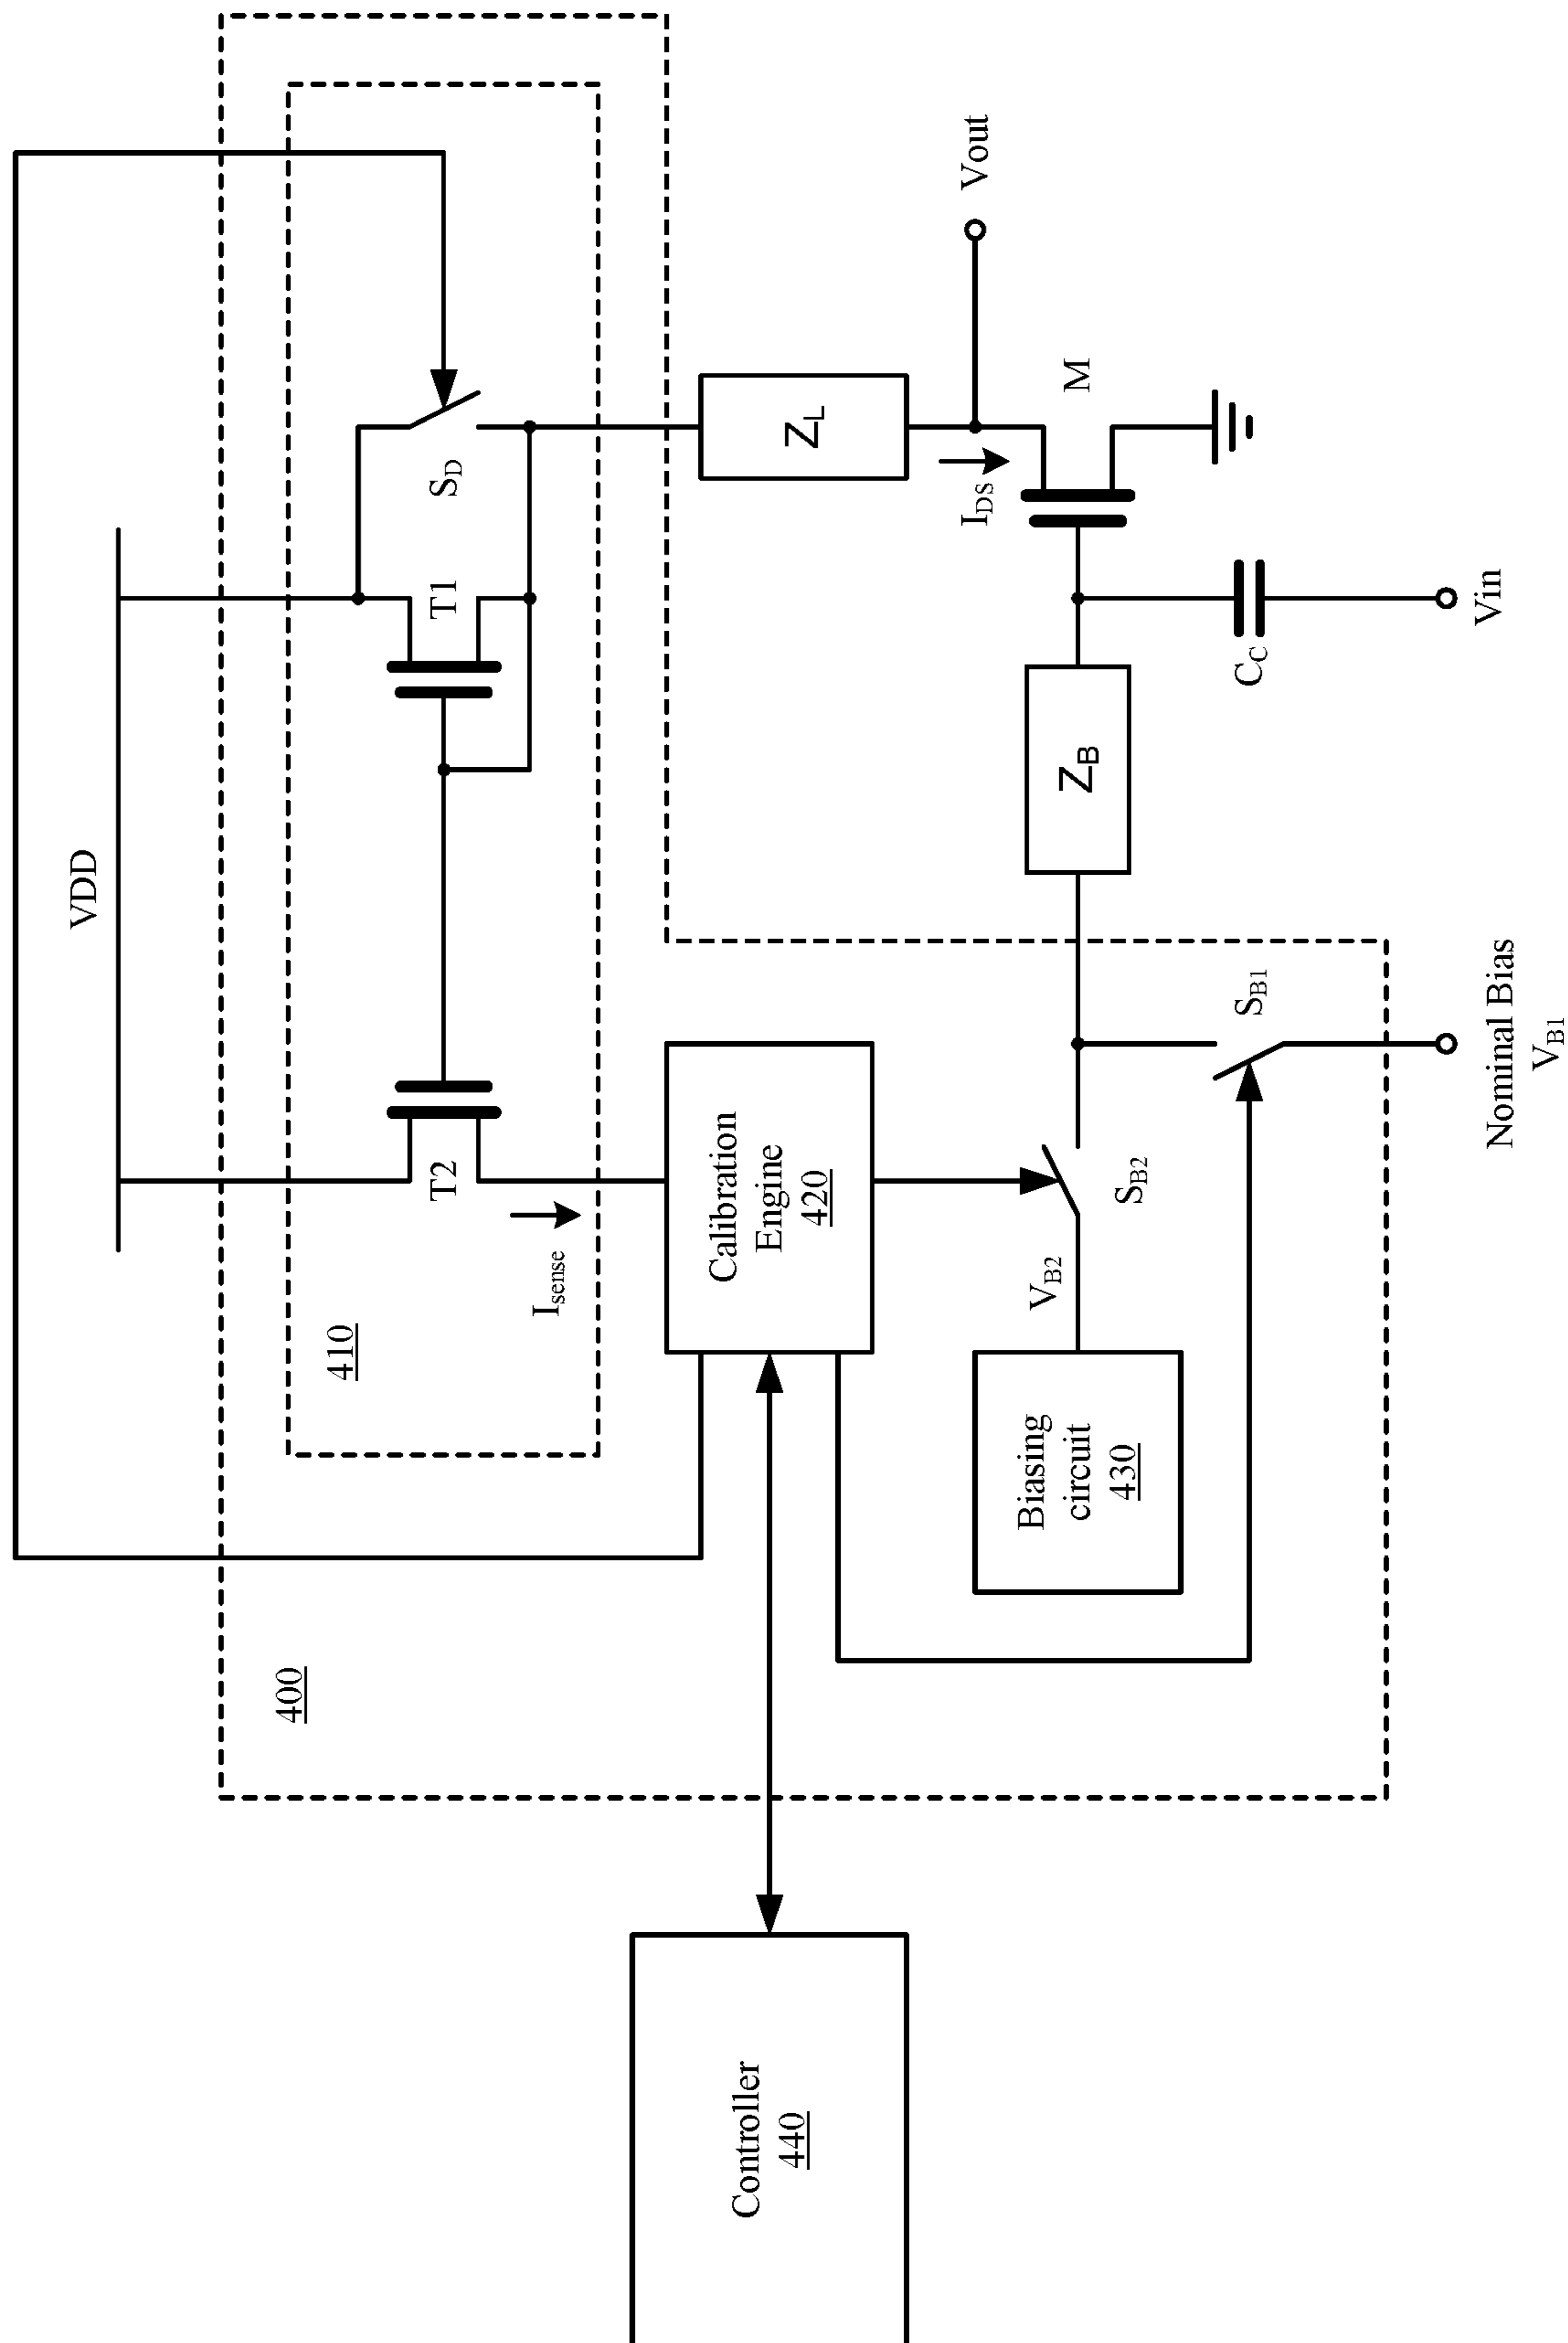 VDD
400
410
T2
T1
S_D
I_sense
Controller
440
Calibration
Engine
420
Z_L
I_DS
Vout
M
Biasing
circuit
430
V_B2
S_B2
Z_B
S_B1
C_C
Vin
Nominal Bias
V_B1